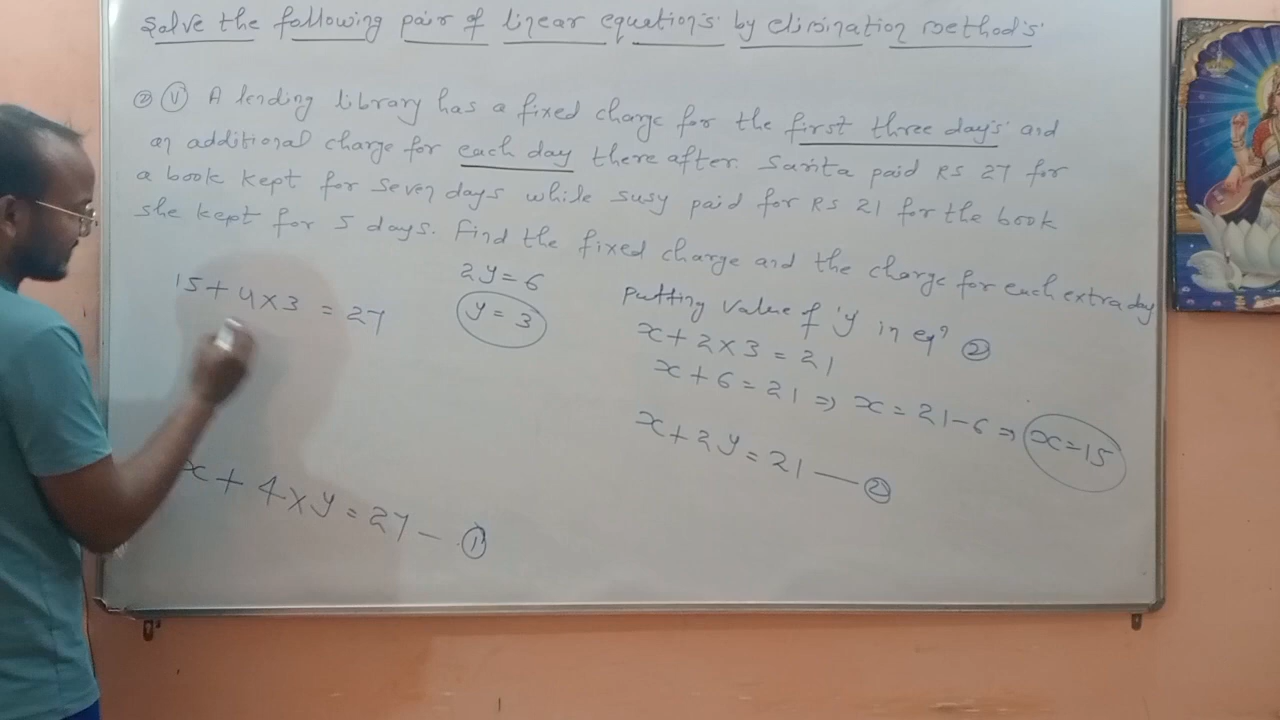 Solve the following pair of linear equation's by elimination method's
② (v) A lending library has a fixed charge for the first three day's and
an additional charge for each day there after. Sarita paid Rs 27 for
a book kept for seven days while susy paid for Rs 21 for the book
she kept for 5 days. Find the fixed charge and the charge for each extra day
15 + 4 × 3 = 27
2y = 6
y = 3
putting value of 'y in eqⁿ ②
x + 2 × 3 = 21
x + 6 = 21 ⇒ x = 21 - 6 ⇒ x = 15
x + 2y = 21 — ②
x + 4 × y = 27 — ①